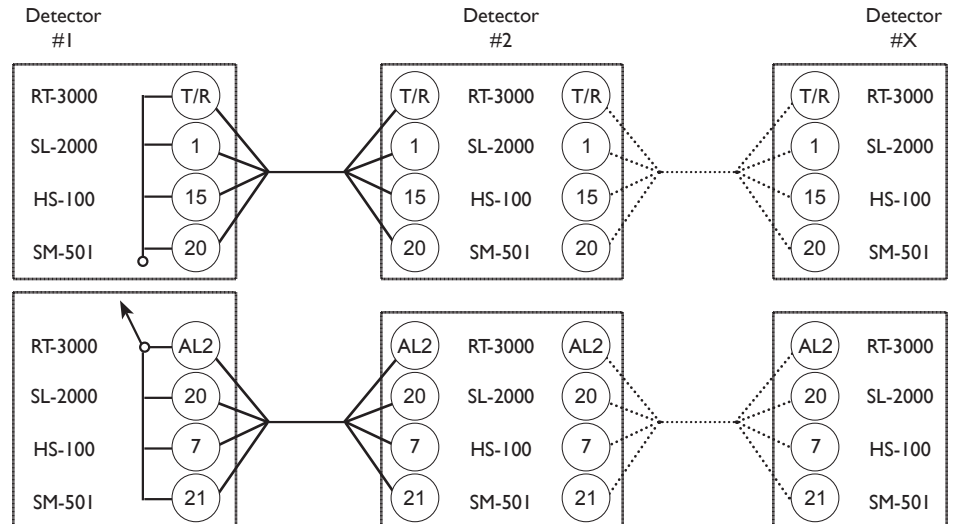 Detector Detector Detector
#1 #2 #X
RT-3000 T/R T/R RT-3000 T/R T/R RT-3000
SL-2000 1 1 SL-2000 1 1 SL-2000
HS-100 15 15 HS-100 15 15 HS-100
SM-501 20 20 SM-501 20 20 SM-501
RT-3000 AL2 AL2 RT-3000 AL2 AL2 RT-3000
SL-2000 20 20 SL-2000 20 20 SL-2000
HS-100 7 7 HS-100 7 7 HS-100
SM-501 21 21 SM-501 21 21 SM-501